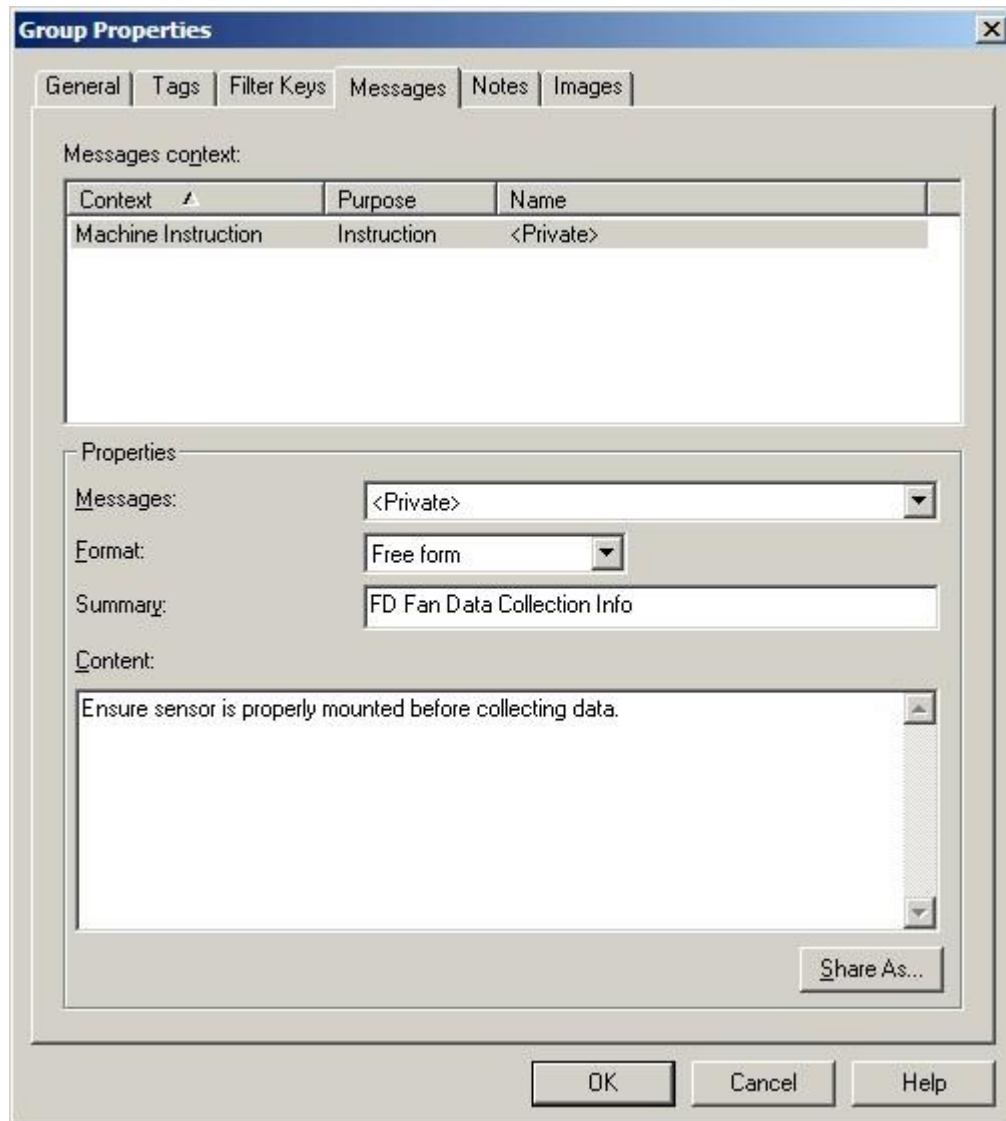 Group Properties
General Tags Filter Keys Messages Notes Images
Messages context:
Context Purpose Name
Machine Instruction Instruction <Private>
Properties
Messages: <Private>
Format: Free form
Summary: FD Fan Data Collection Info
Content:
Ensure sensor is properly mounted before collecting data.
Share As...
OK Cancel Help